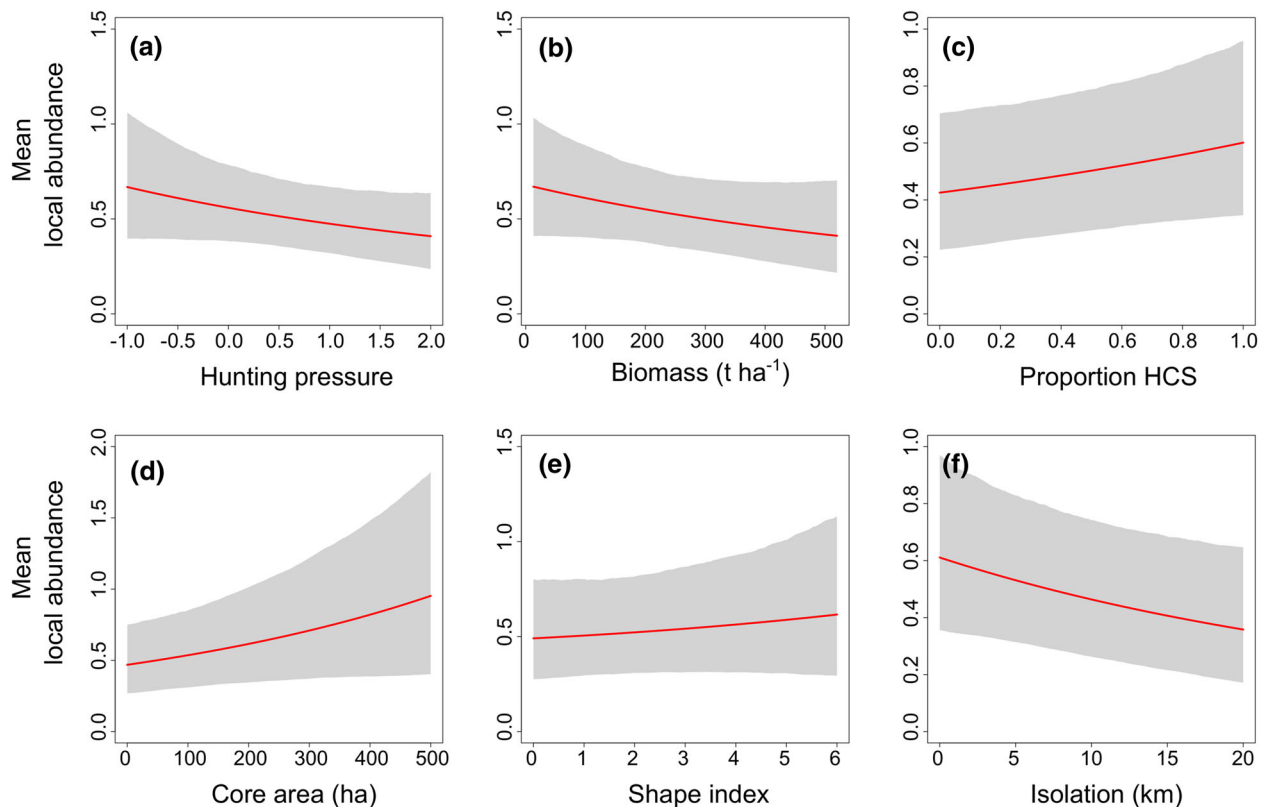 (a)
Mean
local abundance
0.0 0.5 1.0 1.5
-1.0 -0.5 0.0 0.5 1.0 1.5 2.0
Hunting pressure
(b)
0.0 0.5 1.0 1.5
0 100 200 300 400 500
Biomass (t ha⁻¹)
(c)
0.0 0.2 0.4 0.6 0.8 1.0
0.0 0.2 0.4 0.6 0.8 1.0
Proportion HCS
(d)
Mean
local abundance
0.0 0.5 1.0 1.5 2.0
0 100 200 300 400 500
Core area (ha)
(e)
0.0 0.5 1.0 1.5
0 1 2 3 4 5 6
Shape index
(f)
0.0 0.2 0.4 0.6 0.8 1.0
0 5 10 15 20
Isolation (km)